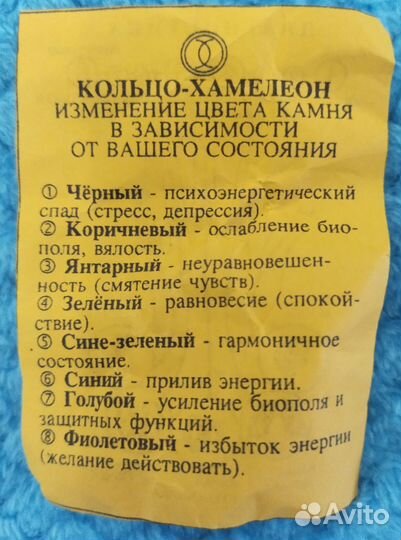 КОЛЬЦО-ХАМЕЛЕОН
ИЗМЕНЕНИЕ ЦВЕТА КАМНЯ
В ЗАВИСИМОСТИ
ОТ ВАШЕГО СОСТОЯНИЯ
① Чёрный - психоэнергетический
спад (стресс, депрессия).
② Коричневый - ослабление био-
поля, вялость.
③ Янтарный - неуравновешен-
ность (смятение чувств).
④ Зелёный - равновесие (спокой-
ствие).
⑤ Сине-зеленый - гармоничное
состояние.
⑥ Синий - прилив энергии.
⑦ Голубой - усиление биополя и
защитных функций.
⑧ Фиолетовый - избыток энергии
(желание действовать).
Avito